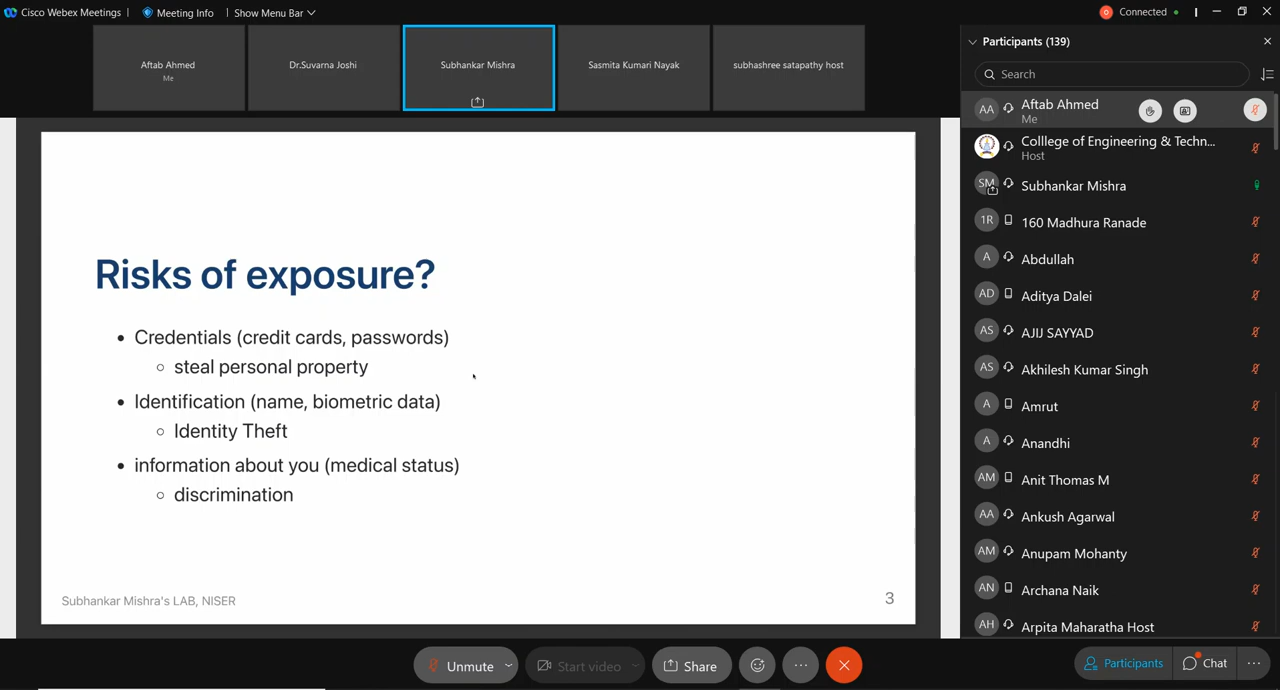 Cisco Webex Meetings | Meeting Info | Show Menu Bar
Connected
Aftab Ahmed
Me
Dr.Suvarna Joshi
Subhankar Mishra
Sasmita Kumari Nayak
subhashree satapathy host
Risks of exposure?
• Credentials (credit cards, passwords)
○ steal personal property
• Identification (name, biometric data)
○ Identity Theft
• information about you (medical status)
○ discrimination
Subhankar Mishra's LAB, NISER
3
Participants (139)
Search
AA Aftab Ahmed
Me
Colllege of Engineering & Techn...
Host
SM Subhankar Mishra
1R 160 Madhura Ranade
A Abdullah
AD Aditya Dalei
AS AJIJ SAYYAD
AS Akhilesh Kumar Singh
A Amrut
A Anandhi
AM Anit Thomas M
AA Ankush Agarwal
AM Anupam Mohanty
AN Archana Naik
AH Arpita Maharatha Host
Unmute
Start video
Share
Participants
Chat